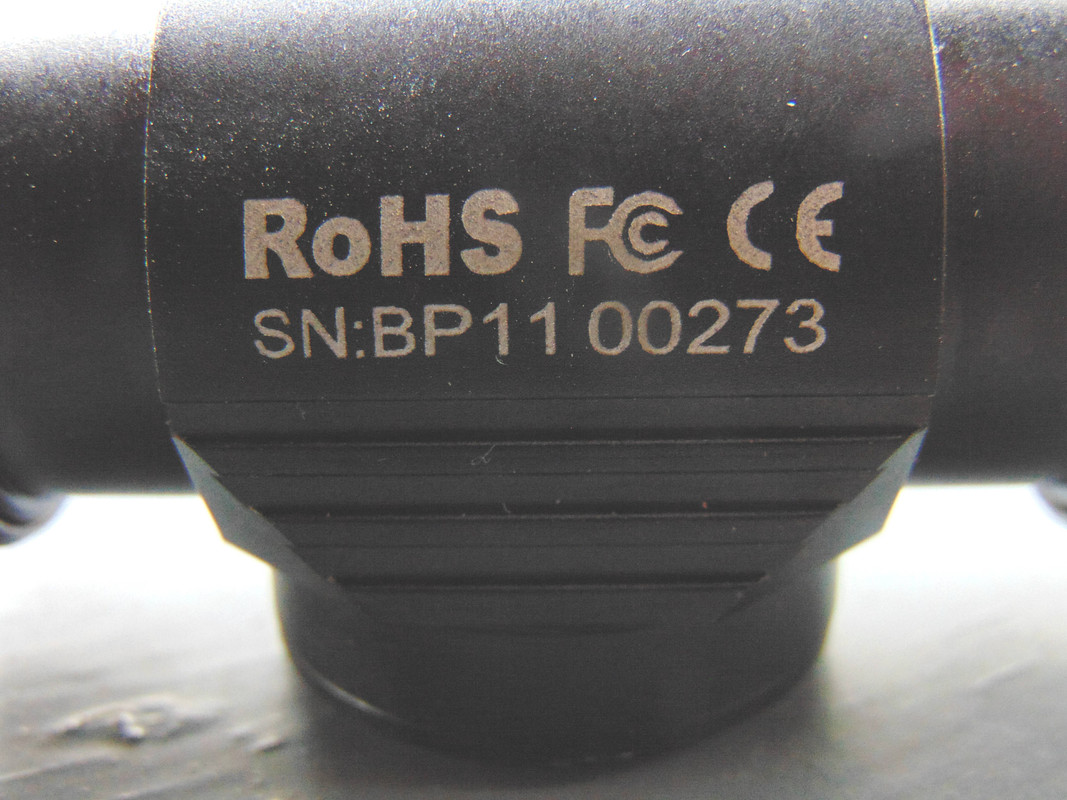 RoHS FC CE
SN:BP11 00273